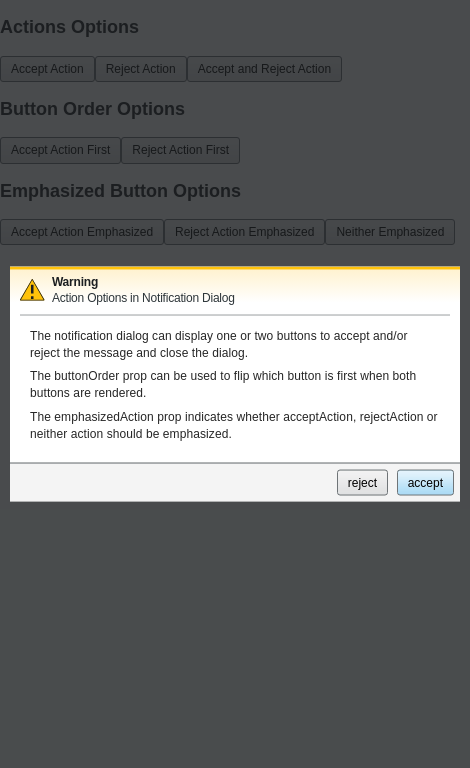 Actions Options
Accept Action Reject Action Accept and Reject Action
Button Order Options
Accept Action First Reject Action First
Emphasized Button Options
Accept Action Emphasized Reject Action Emphasized Neither Emphasized
Warning
Action Options in Notification Dialog
The notification dialog can display one or two buttons to accept and/or
reject the message and close the dialog.
The buttonOrder prop can be used to flip which button is first when both
buttons are rendered.
The emphasizedAction prop indicates whether acceptAction, rejectAction or
neither action should be emphasized.
reject accept